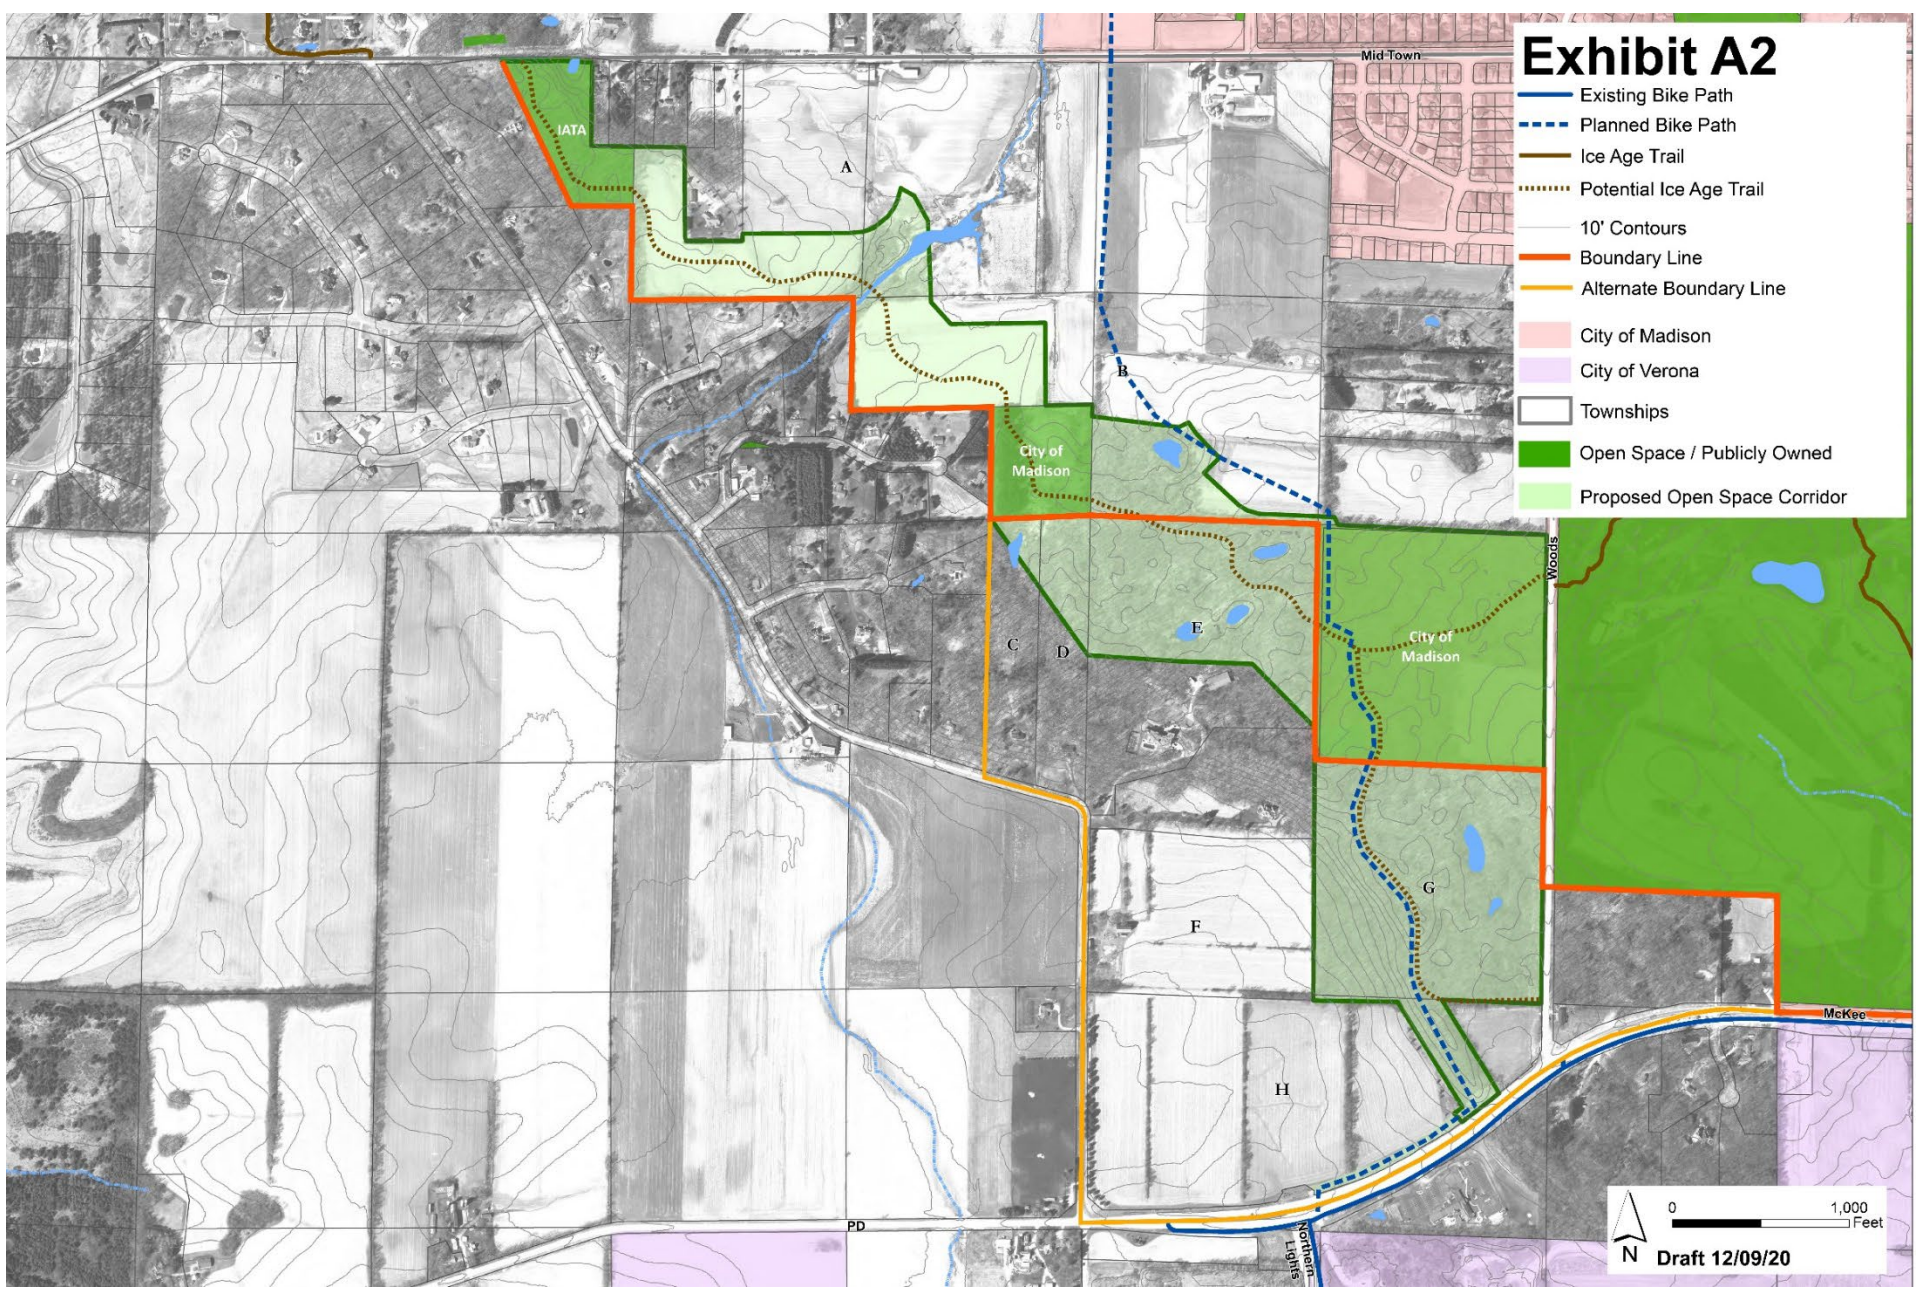 Exhibit A2
Existing Bike Path
Planned Bike Path
Ice Age Trail
Potential Ice Age Trail
10' Contours
Boundary Line
Alternate Boundary Line
City of Madison
City of Verona
Townships
Open Space / Publicly Owned
Proposed Open Space Corridor
Mid Town
IATA
A
B
City of
Madison
Woods
C
D
E
City of
Madison
G
F
H
McKee
PD
Northern
Lights
0
1,000
Feet
N
Draft 12/09/20